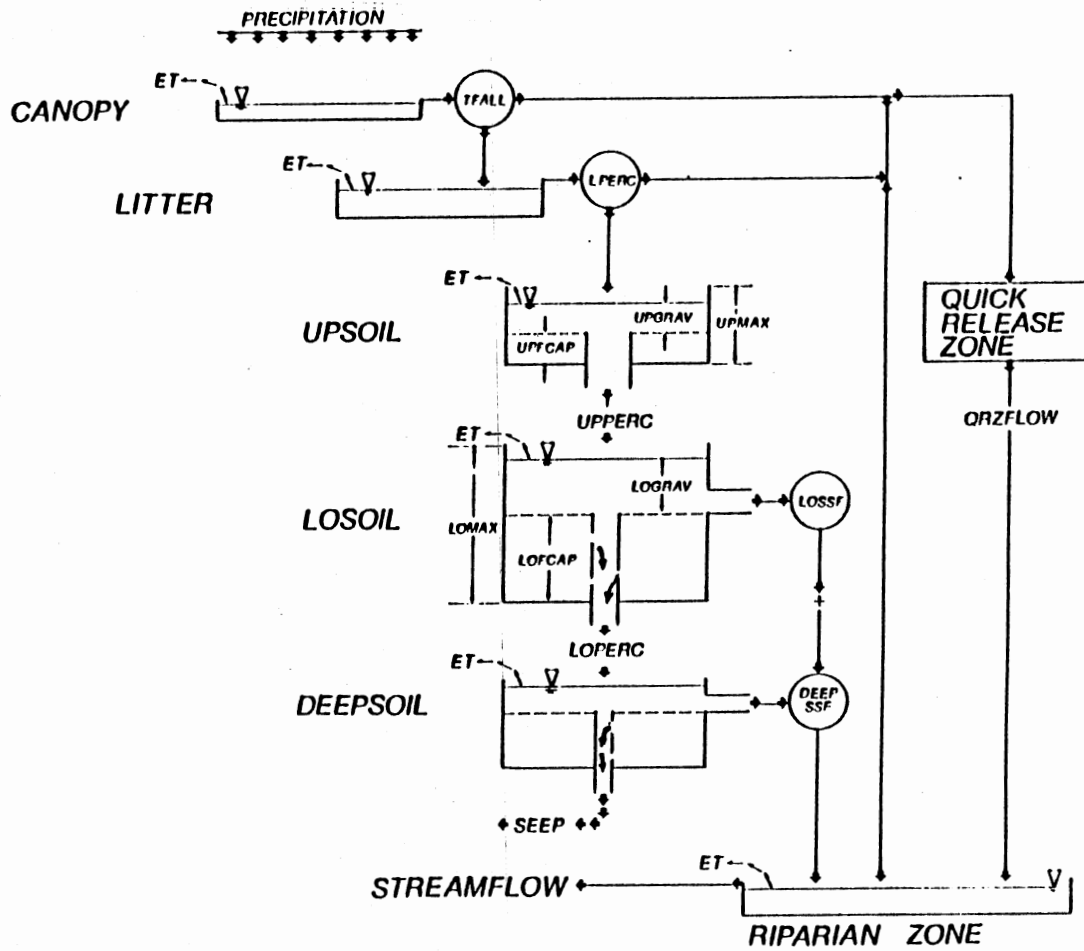 PRECIPITATION
ET
CANOPY
TFALL
ET
LITTER
LPERC
ET
UPSOIL
UPGRAV
UPMAX
UPFCAP
QUICK
RELEASE
ZONE
UPPERC
QRZFLOW
ET
LOSOIL
LOMAX
LOGRAV
LOSSF
LOFCAP
+
LOPERC
ET
DEEPSOIL
DEEP
SSF
SEEP
ET
STREAMFLOW
RIPARIAN ZONE